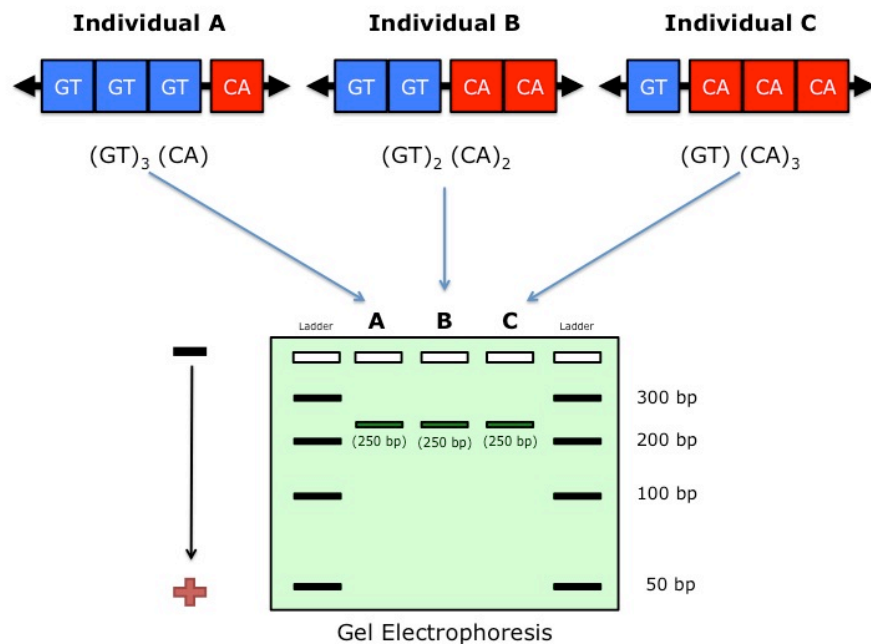 Individual A
Individual B
Individual C
GT GT GT CA
GT GT CA CA
GT CA CA CA
(GT)₃ (CA)
(GT)₂ (CA)₂
(GT) (CA)₃
Ladder A B C Ladder
300 bp
(250 bp) (250 bp) (250 bp)
200 bp
100 bp
50 bp
Gel Electrophoresis